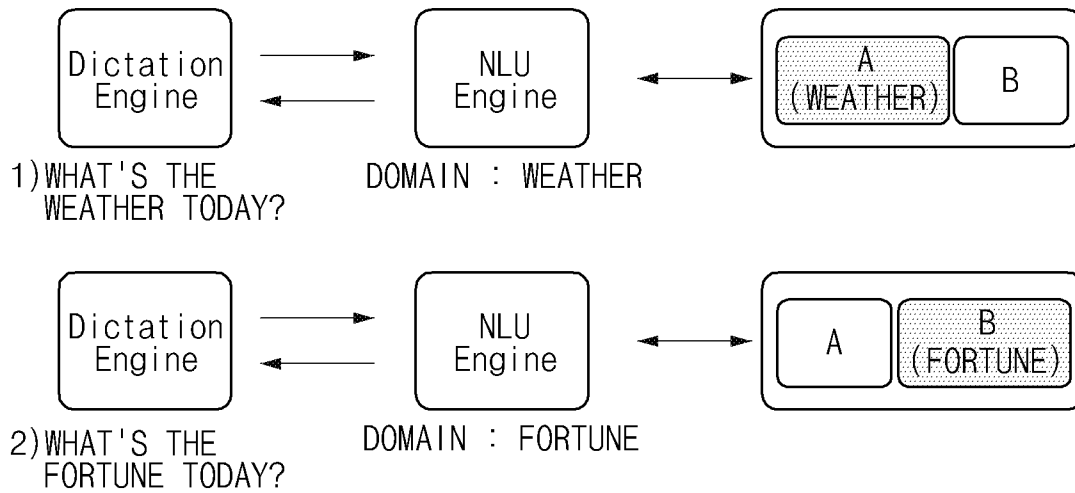 Dictation
Engine
NLU
Engine
A
(WEATHER)
B
1)WHAT'S THE
WEATHER TODAY?
DOMAIN : WEATHER
Dictation
Engine
NLU
Engine
A
B
(FORTUNE)
2)WHAT'S THE
FORTUNE TODAY?
DOMAIN : FORTUNE